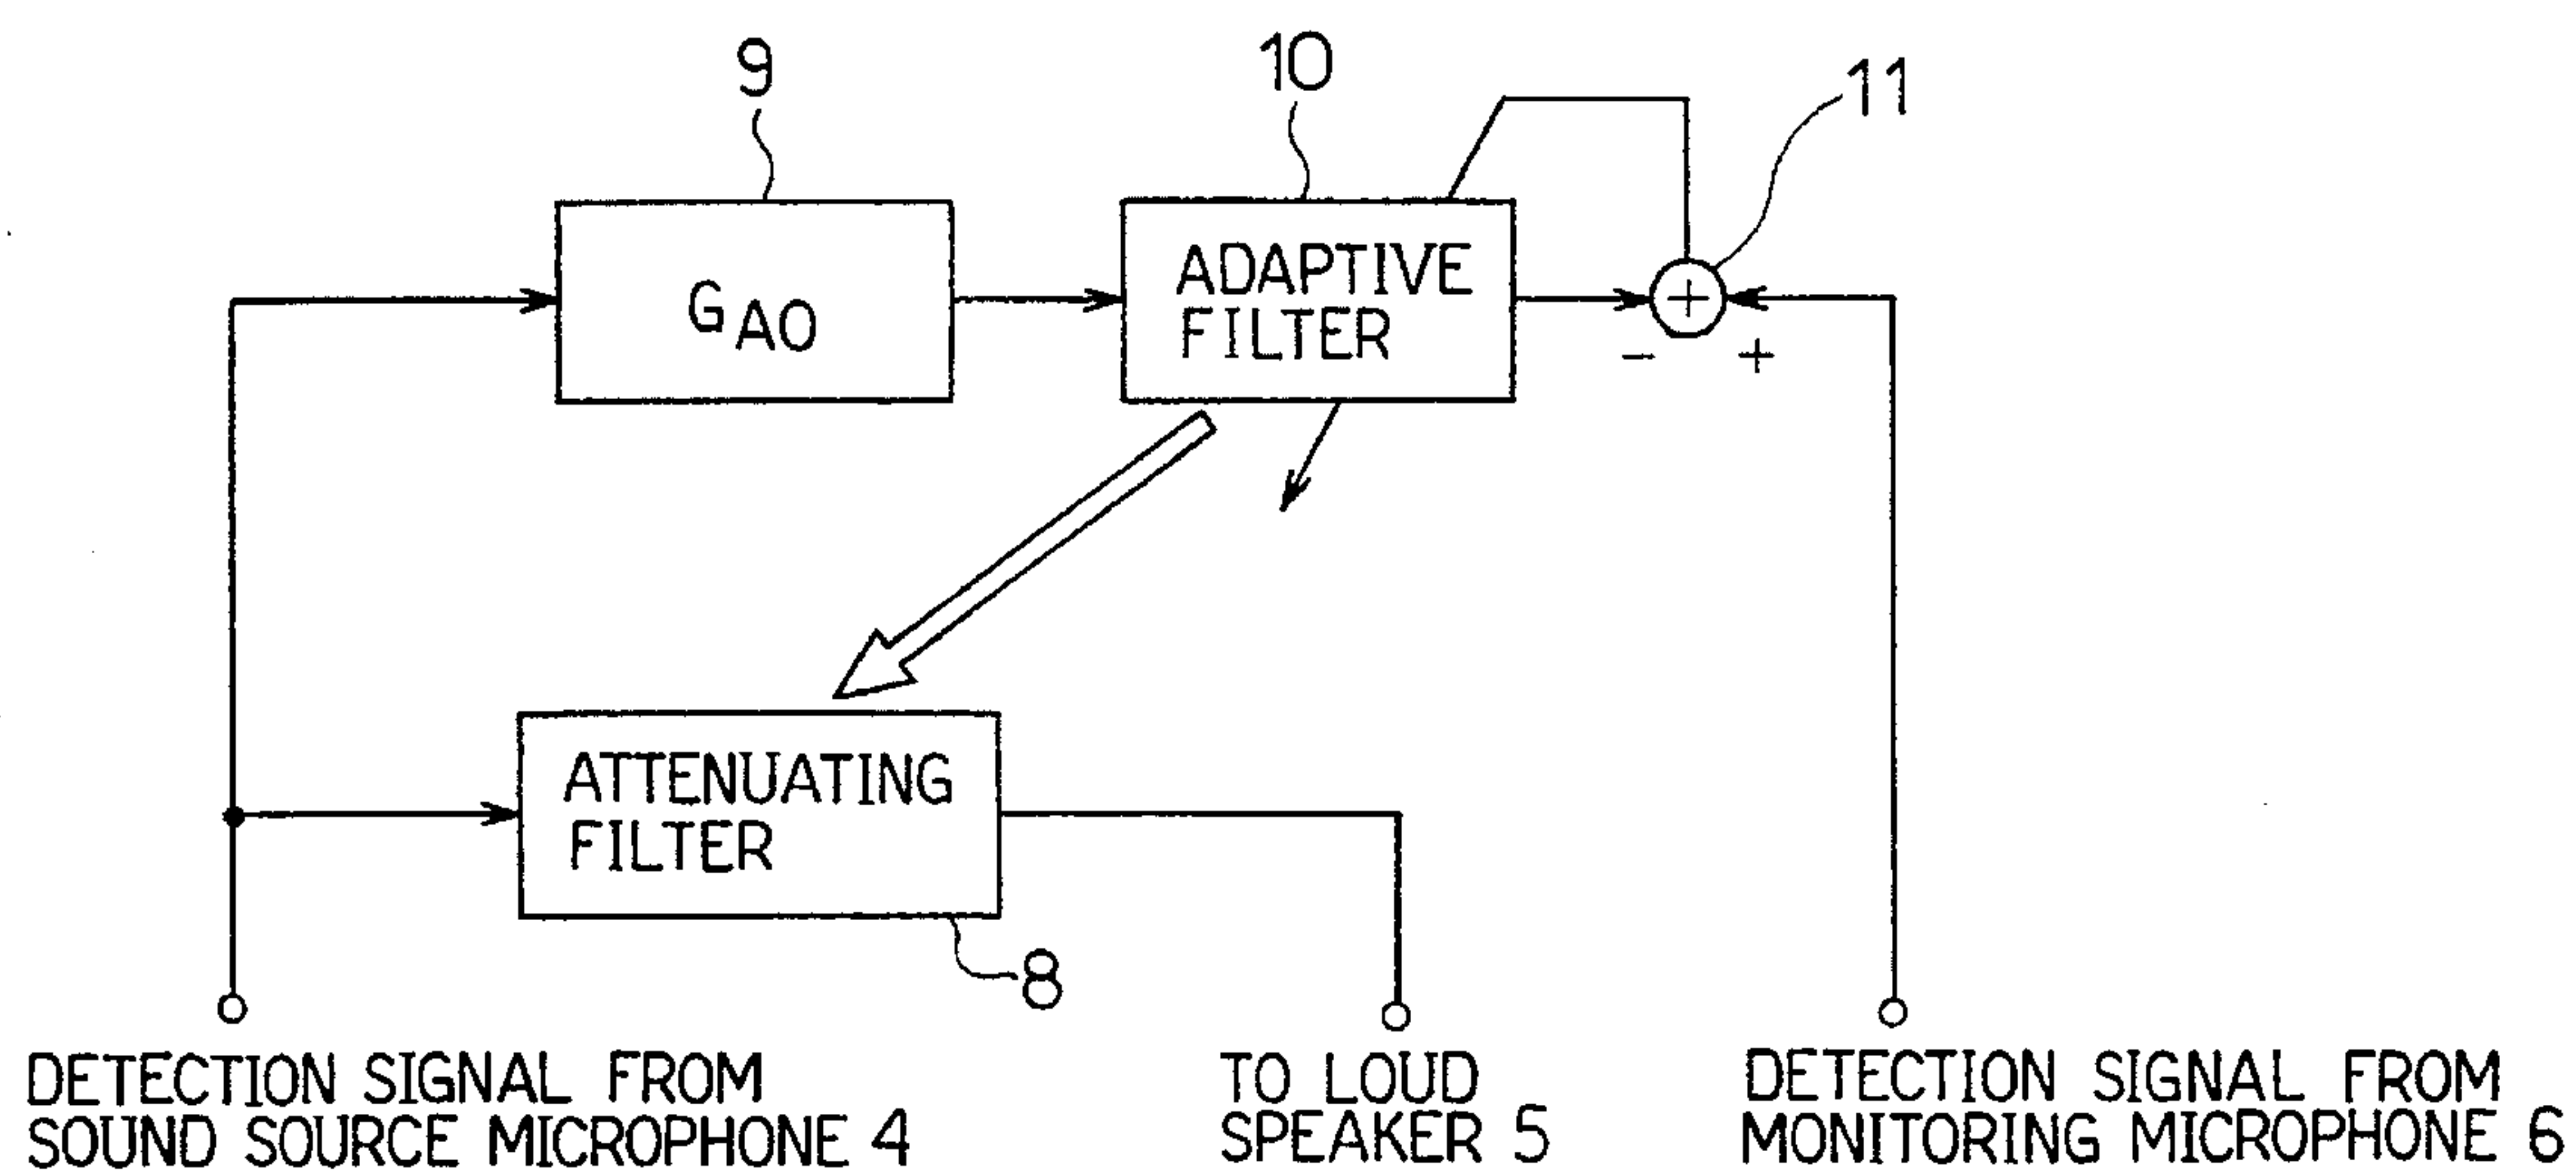 9
10
11
GAO
ADAPTIVE
FILTER
+
-
+
ATTENUATING
FILTER
8
DETECTION SIGNAL FROM
SOUND SOURCE MICROPHONE 4
TO LOUD
SPEAKER 5
DETECTION SIGNAL FROM
MONITORING MICROPHONE 6